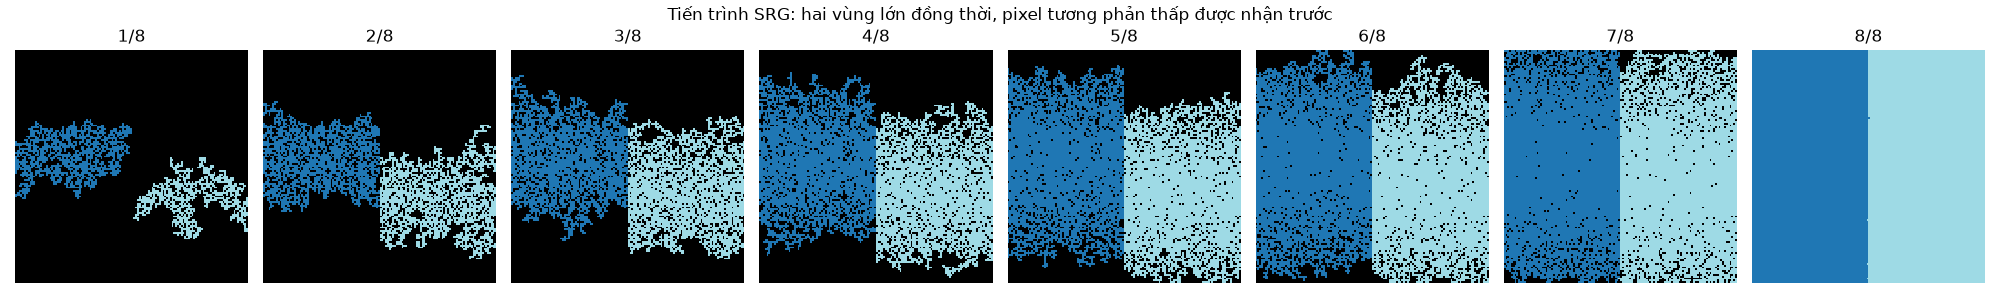 Tiến trình SRG: hai vùng lớn đồng thời, pixel tương phản thấp được nhận trước
1/8 2/8 3/8 4/8 5/8 6/8 7/8 8/8